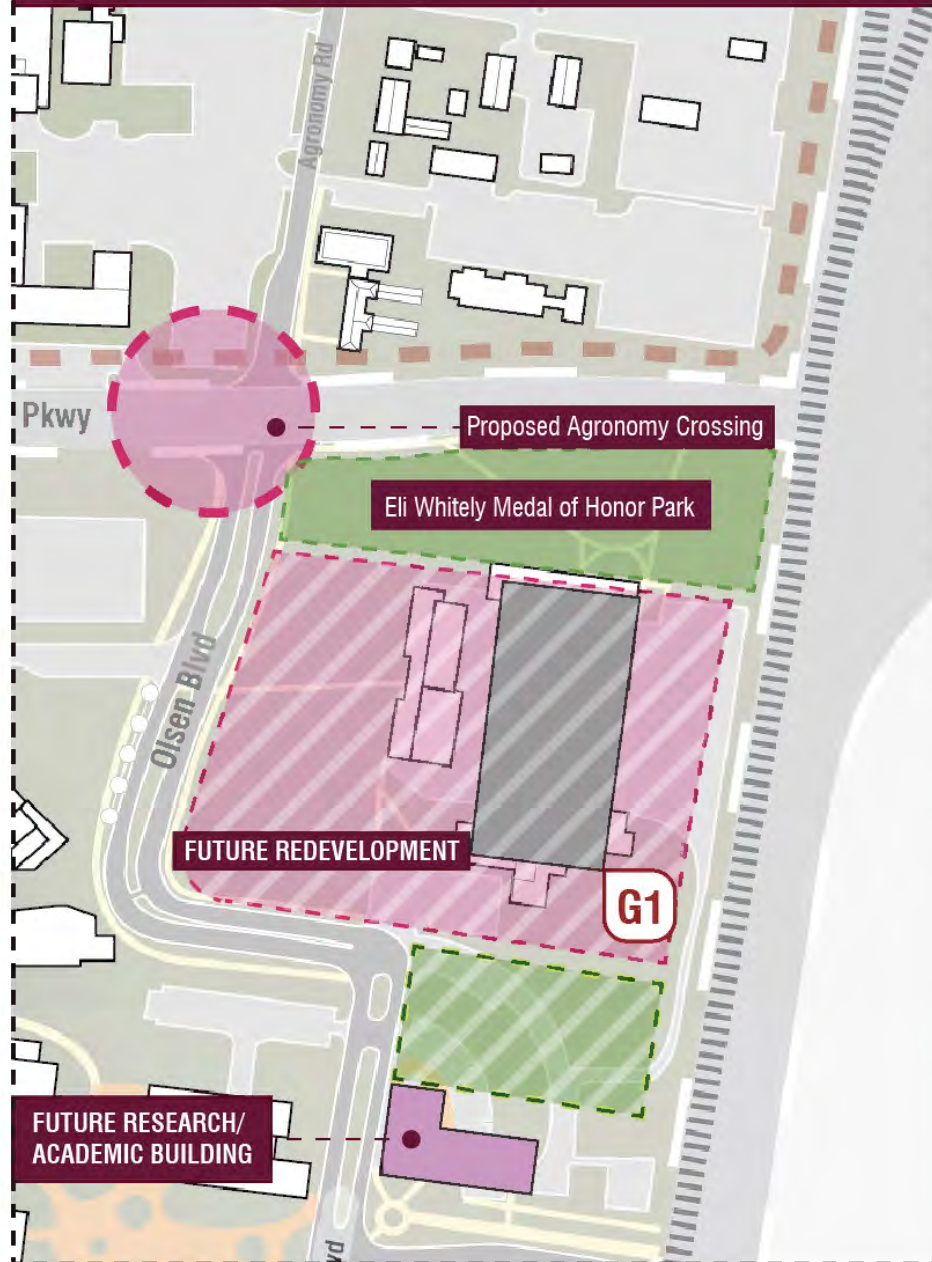 Agronomy Rd
Pkwy
Proposed Agronomy Crossing
Eli Whitely Medal of Honor Park
Olsen Blvd
FUTURE REDEVELOPMENT
G1
FUTURE RESEARCH/
ACADEMIC BUILDING
vd